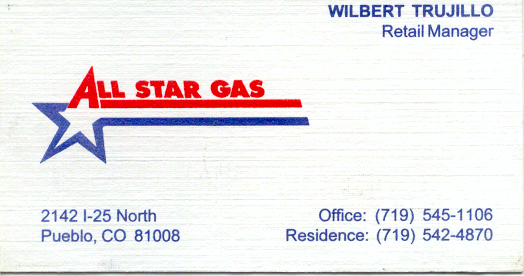 WILBERT TRUJILLO
Retail Manager
ALL STAR GAS
2142 I-25 North
Pueblo, CO 81008
Office: (719) 545-1106
Residence: (719) 542-4870